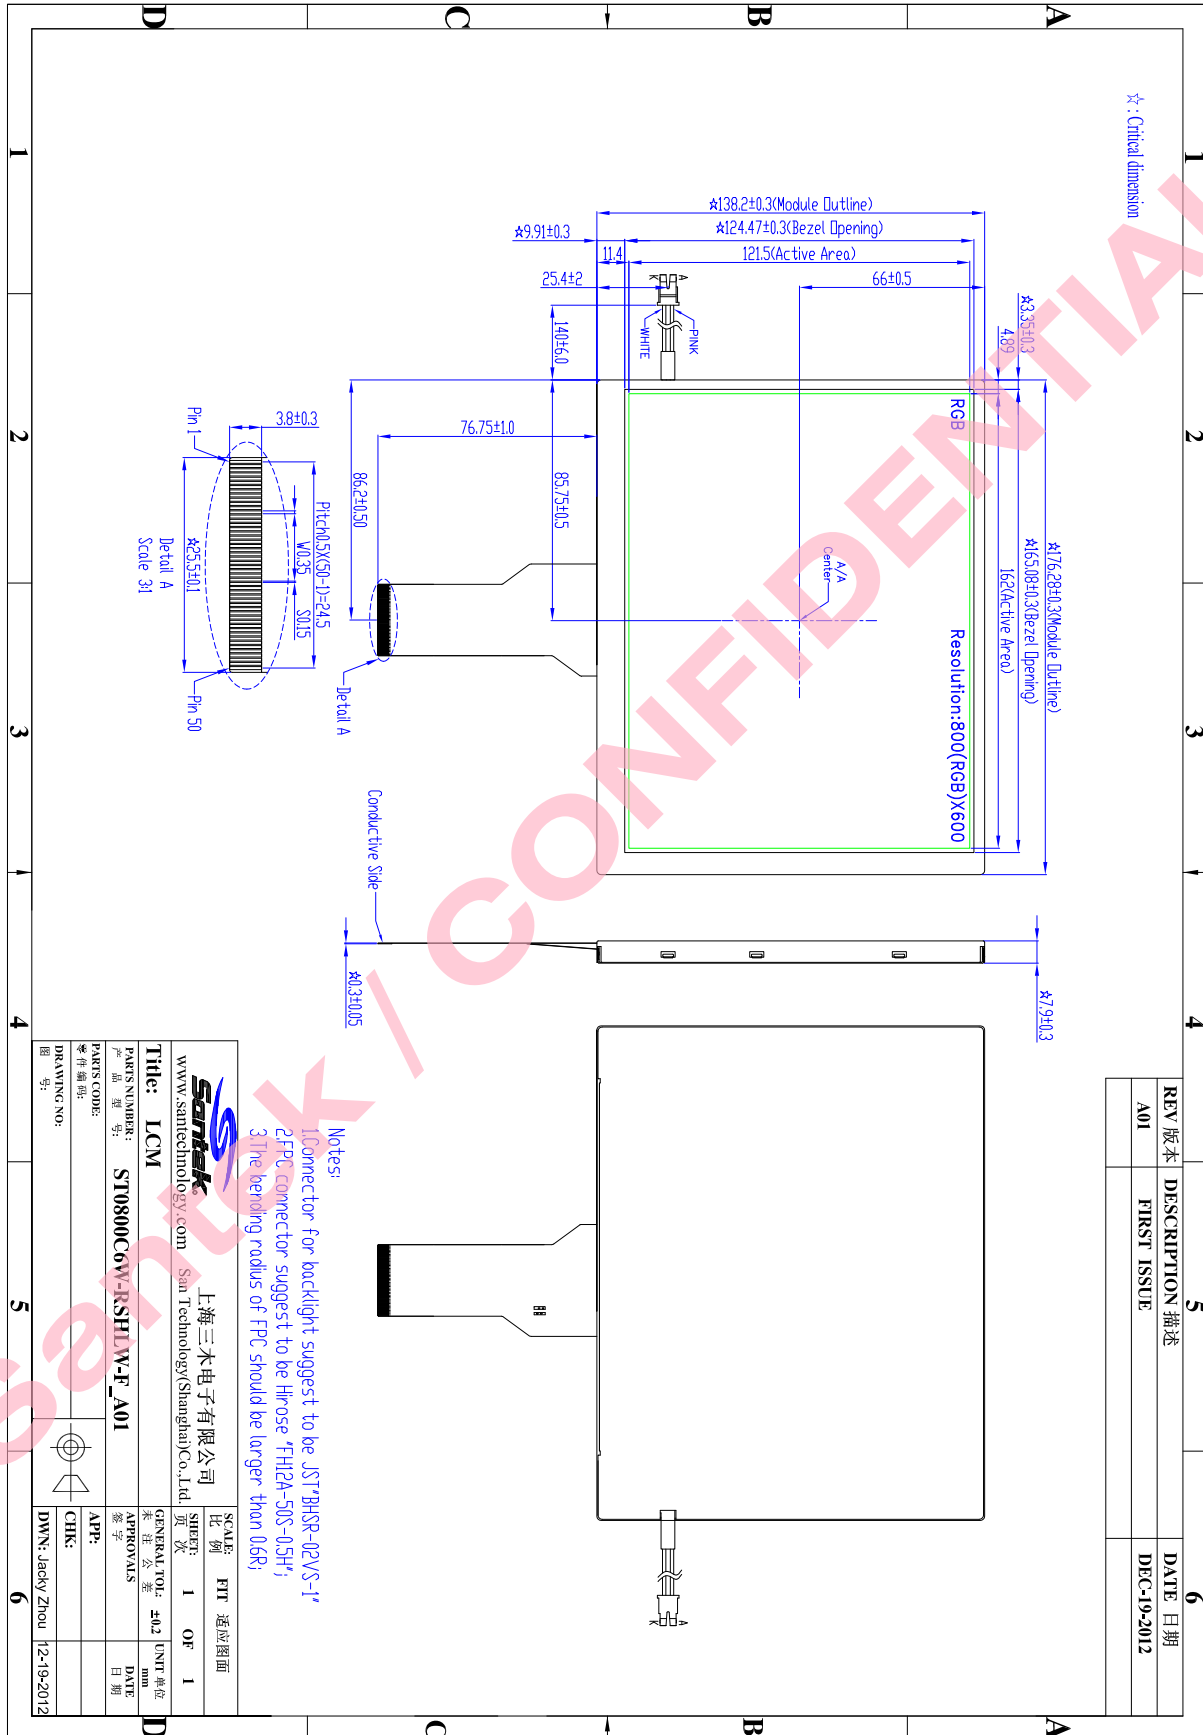 1
2
3
4
5
6
A
B
C
D
☆: Critical dimension
REV 版本 DESCRIPTION 描述 DATE 日期
A01 FIRST ISSUE DEC-19-2012
☆176.28±0.3(Module Outline)
☆165.08±0.3(Bezel Opening)
162(Active Area)
☆3.35±0.3
4.89
☆138.2±0.3(Module Outline)
☆124.47±0.3(Bezel Opening)
121.5(Active Area)
66±0.5
☆9.91±0.3
11.4
25.4±2
140±6.0
85.75±0.5
86.2±0.50
76.75±1.0
A
K
PINK
WHITE
RGB
Resolution:800(RGB)X600
A/A
center
☆7.9±0.3
☆0.3±0.05
Conductive Side
Detail A
3.8±0.3
Pitch0.5X(50-1)=24.5
W0.35
S0.15
Pin 1
Pin 50
☆25.5±0.1
Detail A
Scale 3:1
A
K
Notes:
1.Connector for backlight suggest to be JST"BHSR-02VS-1"
2.FPC connector suggest to be Hirose "FH12A-50S-0.5H";
3.The bending radius of FPC should be larger than 0.6R;
Santek
上海三木电子有限公司
www.santechnology.com San Technology(Shanghai)Co.,Ltd.
Title: LCM
PARTS NUMBER:
产品型号:
ST0800C6W-RSHLW-F_A01
PARTS CODE:
零件编码:
DRAWING NO:
图 号:
SCALE:
比 例
FIT 适应图面
SHEET:
页 次
1 OF 1
GENERAL TOL:
未注公差
±0.2
UNIT 单位
mm
APPROVALS
签字
DATE
日期
APP:
CHK:
DWN: Jacky Zhou 12-19-2012
1
2
3
4
5
6
A
B
C
D
Santek / CONFIDENTIAL